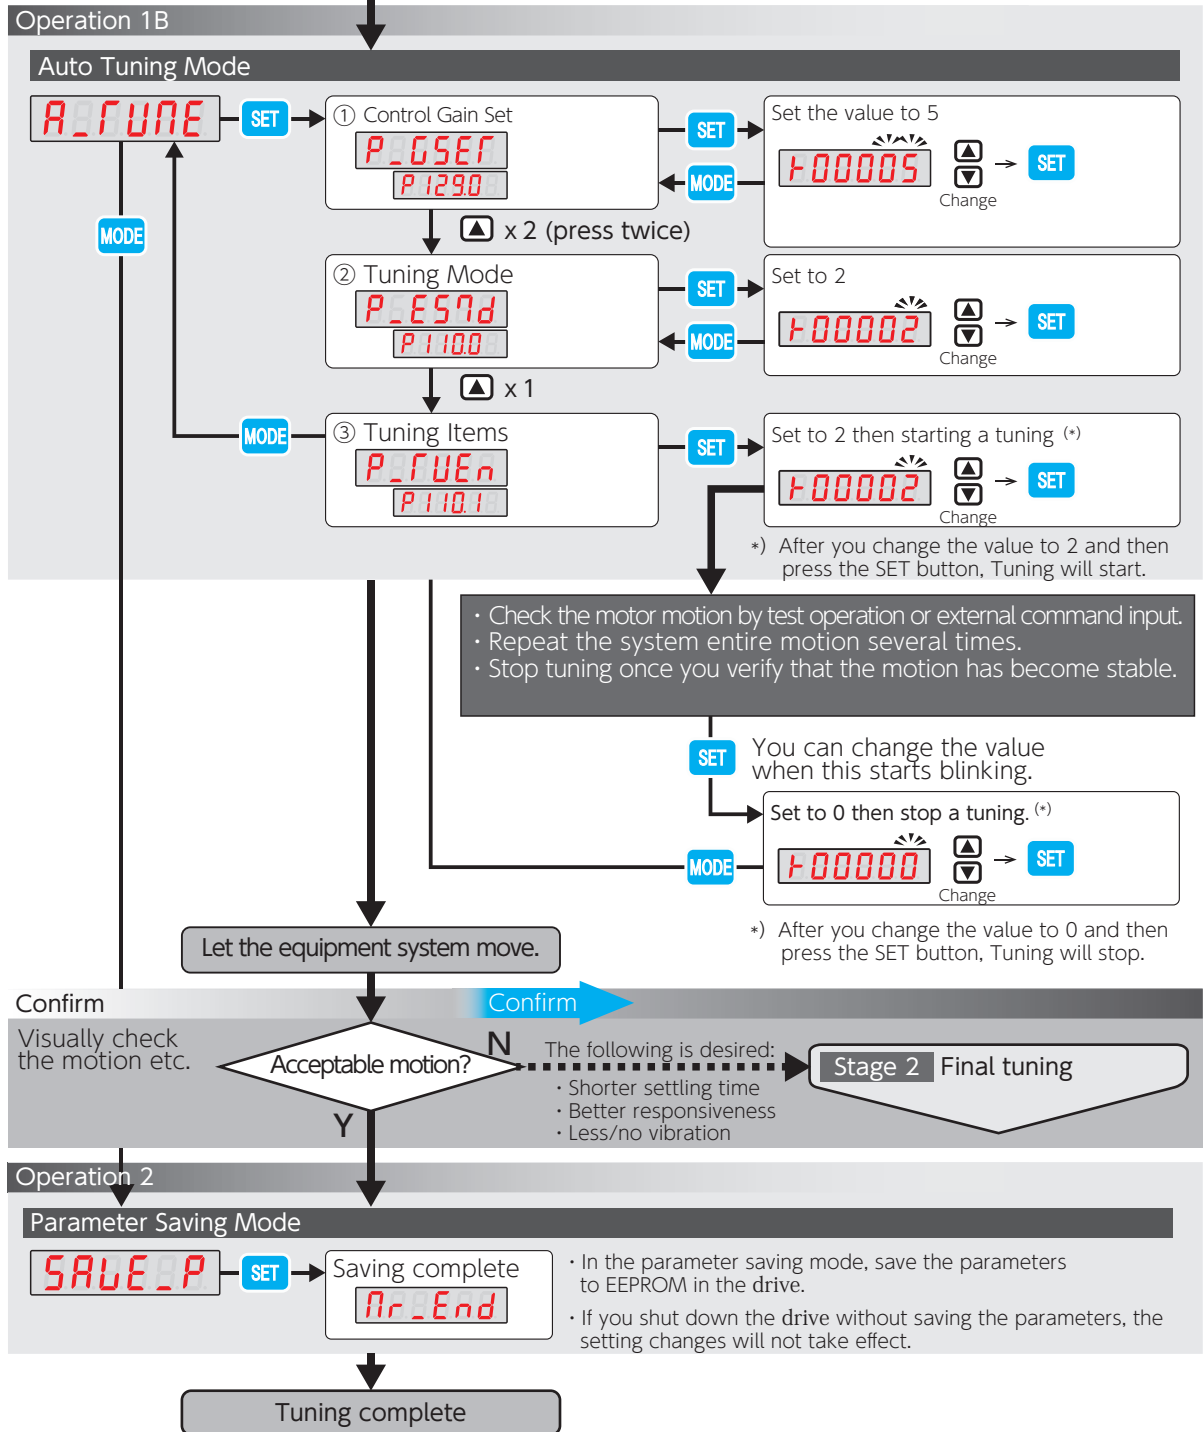 Operation 1B
Auto Tuning Mode
A_TUNE
SET
① Control Gain Set
P_GSET
P129.0
SET
MODE
Set the value to 5
F00005
Change
→
SET
MODE
x 2 (press twice)
② Tuning Mode
P_ESMd
P110.0
SET
MODE
Set to 2
F00002
Change
→
SET
x 1
MODE
③ Tuning Items
P_TUEn
P110.1
SET
Set to 2 then starting a tuning (*)
F00002
Change
→
SET
*) After you change the value to 2 and then
press the SET button, Tuning will start.
・Check the motor motion by test operation or external command input.
・Repeat the system entire motion several times.
・Stop tuning once you verify that the motion has become stable.
SET
You can change the value
when this starts blinking.
Set to 0 then stop a tuning. (*)
F00000
Change
→
SET
MODE
*) After you change the value to 0 and then
press the SET button, Tuning will stop.
Let the equipment system move.
Confirm
Confirm
Visually check
the motion etc.
Acceptable motion?
N
Y
The following is desired:
・Shorter settling time
・Better responsiveness
・Less/no vibration
Stage 2 Final tuning
Operation 2
Parameter Saving Mode
SAVE_P
SET
Saving complete
Mr_End
・In the parameter saving mode, save the parameters
to EEPROM in the drive.
・If you shut down the drive without saving the parameters, the
setting changes will not take effect.
Tuning complete